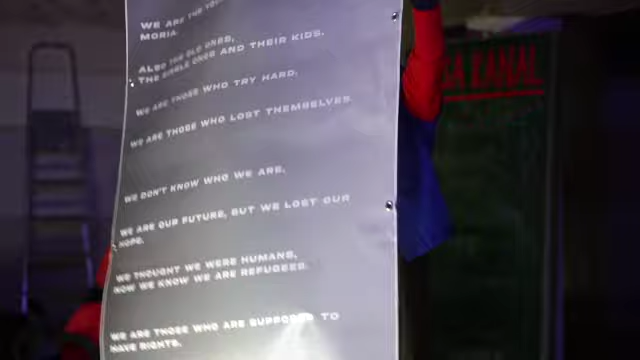 WE ARE THE
MORIA.
ALSO THE OLD ONES,
THE SINGLE ONES AND THEIR KIDS.
WE ARE THOSE WHO TRY HARD,
WE ARE THOSE WHO LOST THEMSELVES
WE DON'T KNOW WHO WE ARE,
WE ARE OUR FUTURE, BUT WE LOST OUR
HOPE.
WE THOUGHT WE WERE HUMANS,
NOW WE KNOW WE ARE REFUGEES.
WE ARE THOSE WHO ARE SUPPOSED TO
HAVE RIGHTS.
KANAL